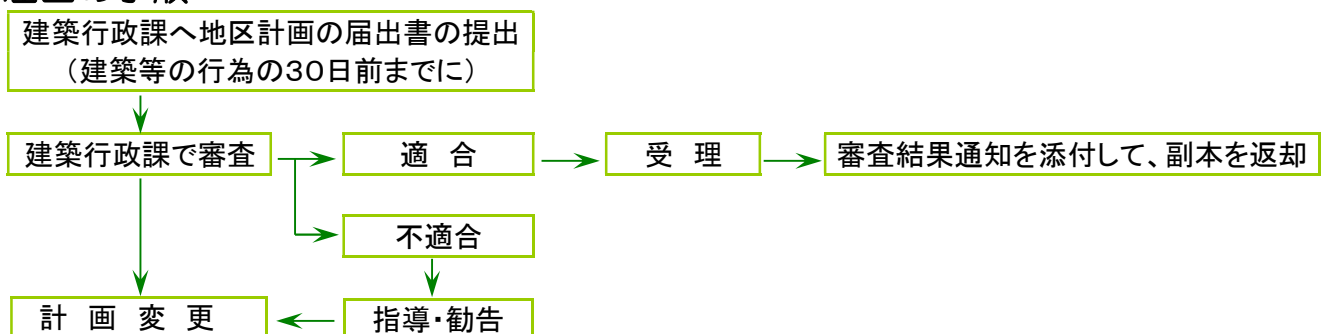 建築行政課へ地区計画の届出書の提出
（建築等の行為の３０日前までに）
建築行政課で審査
適　合
受　理
審査結果通知を添付して、副本を返却
不適合
計　画　変　更
指導・勧告